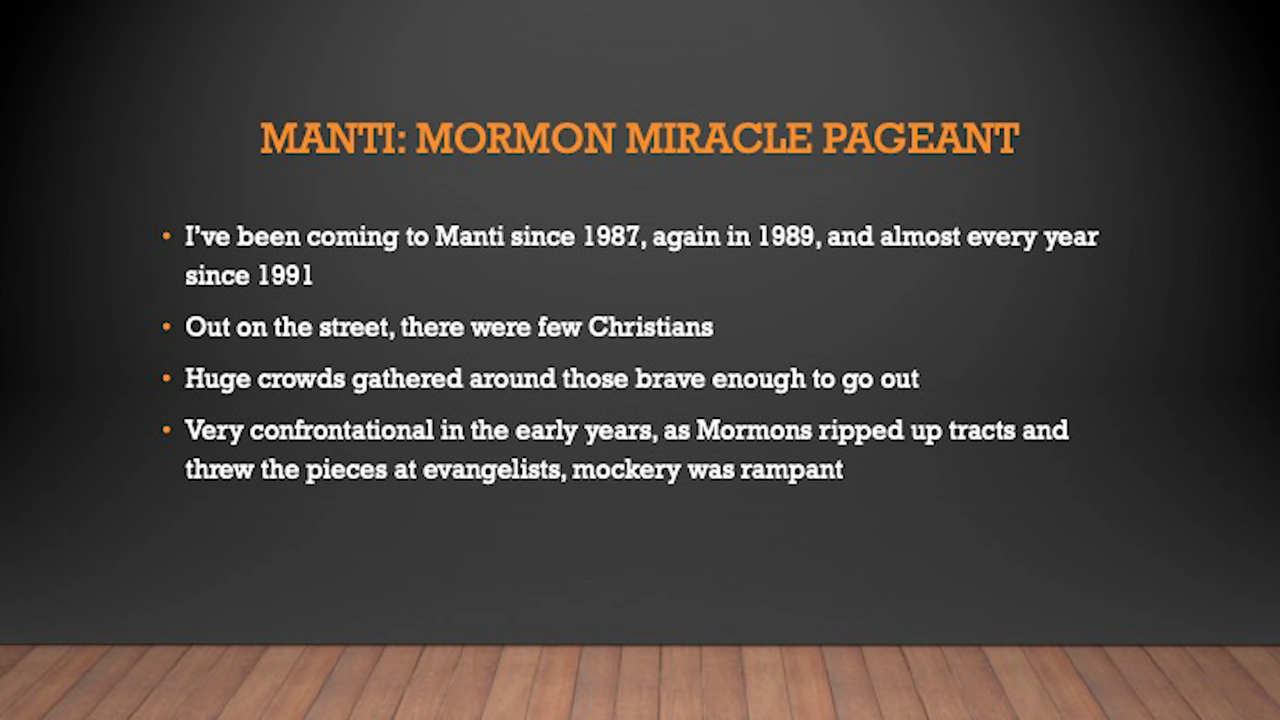 MANTI: MORMON MIRACLE PAGEANT
• I’ve been coming to Manti since 1987, again in 1989, and almost every year
since 1991
• Out on the street, there were few Christians
• Huge crowds gathered around those brave enough to go out
• Very confrontational in the early years, as Mormons ripped up tracts and
threw the pieces at evangelists, mockery was rampant